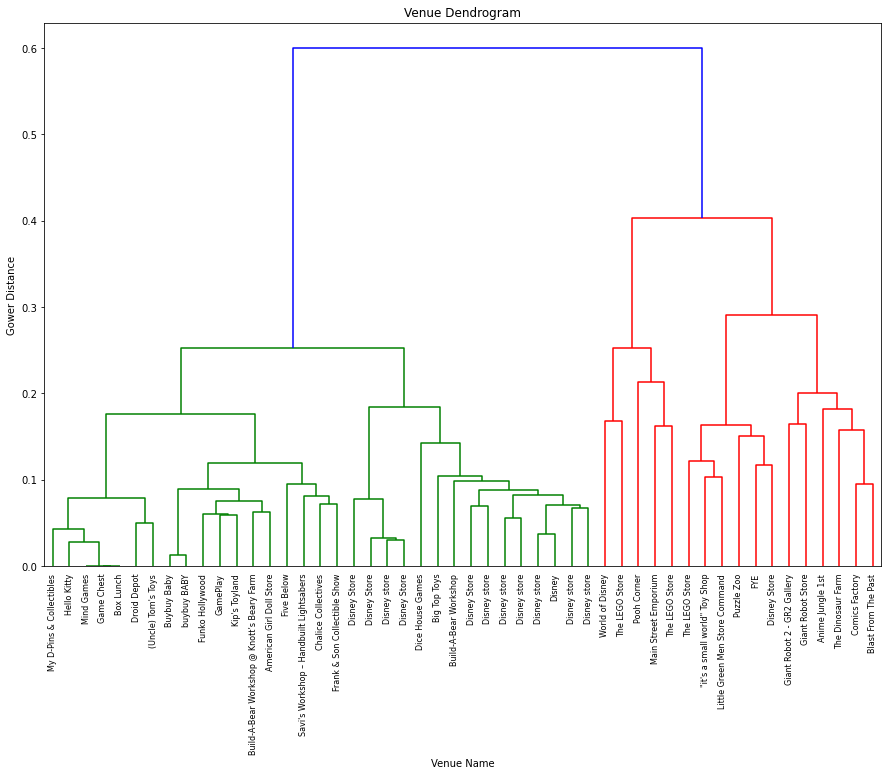 Venue Dendrogram
Gower Distance
0.6
0.5
0.4
0.3
0.2
0.1
0.0
My D-Pins & Collectibles
Hello Kitty
Mind Games
Game Chest
Box Lunch
Droid Depot
(Uncle) Tom's Toys
Buybuy Baby
buybuy BABY
Funko Hollywood
GamePlay
Kip's Toyland
Build-A-Bear Workshop @ Knott's Beary Farm
American Girl Doll Store
Five Below
Savi's Workshop – Handbuilt Lightsabers
Chalice Collectives
Frank & Son Collectible Show
Disney Store
Disney Store
Disney store
Disney Store
Dice House Games
Big Top Toys
Build-A-Bear Workshop
Disney Store
Disney store
Disney store
Disney store
Disney store
Disney
Disney store
Disney store
World of Disney
The LEGO Store
Pooh Corner
Main Street Emporium
The LEGO Store
The LEGO Store
"it's a small world" Toy Shop
Little Green Men Store Command
Puzzle Zoo
FYE
Disney Store
Giant Robot 2 - GR2 Gallery
Giant Robot Store
Anime Jungle 1st
The Dinosaur Farm
Comics Factory
Blast From The Past
Venue Name